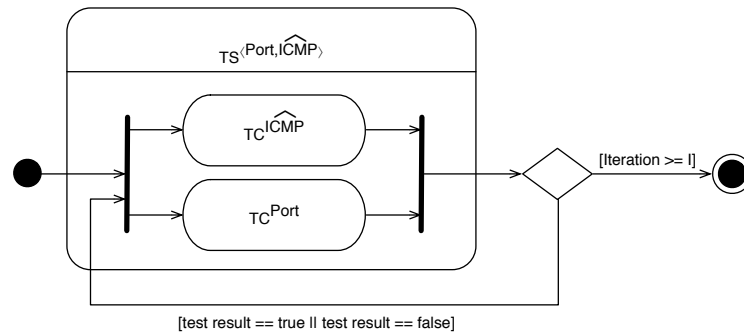 TS⟨Port,ICMP̂⟩
TCICMP̂
[Iteration >= I]
TCPort
[test result == true || test result == false]